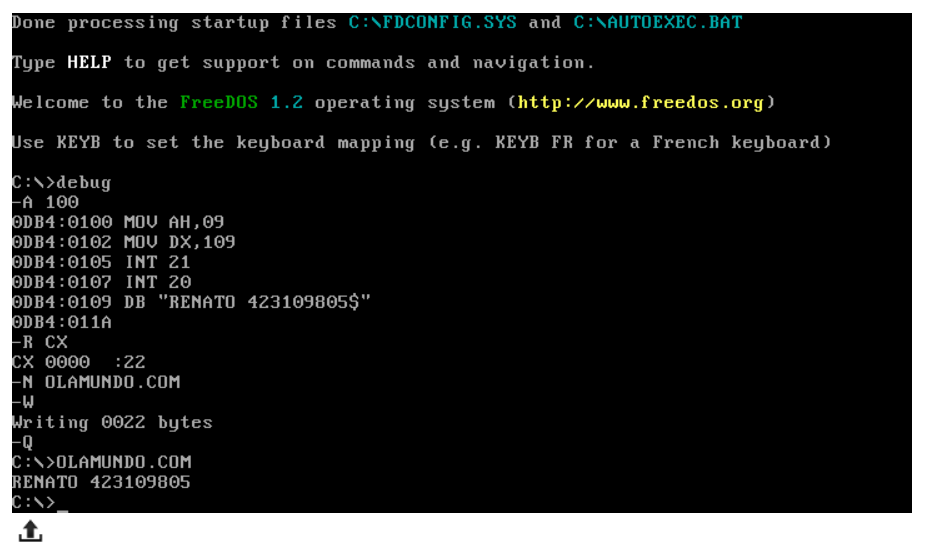 Done processing startup files C:\FDCONFIG.SYS and C:\AUTOEXEC.BAT
Type HELP to get support on commands and navigation.
Welcome to the FreeDOS 1.2 operating system (http://www.freedos.org)
Use KEYB to set the keyboard mapping (e.g. KEYB FR for a French keyboard)
C:\>debug
-A 100
0DB4:0100 MOV AH,09
0DB4:0102 MOV DX,109
0DB4:0105 INT 21
0DB4:0107 INT 20
0DB4:0109 DB "RENATO 423109805$"
0DB4:011A
-R CX
CX 0000  :22
-N OLAMUNDO.COM
-W
Writing 0022 bytes
-Q
C:\>OLAMUNDO.COM
RENATO 423109805
C:\>_